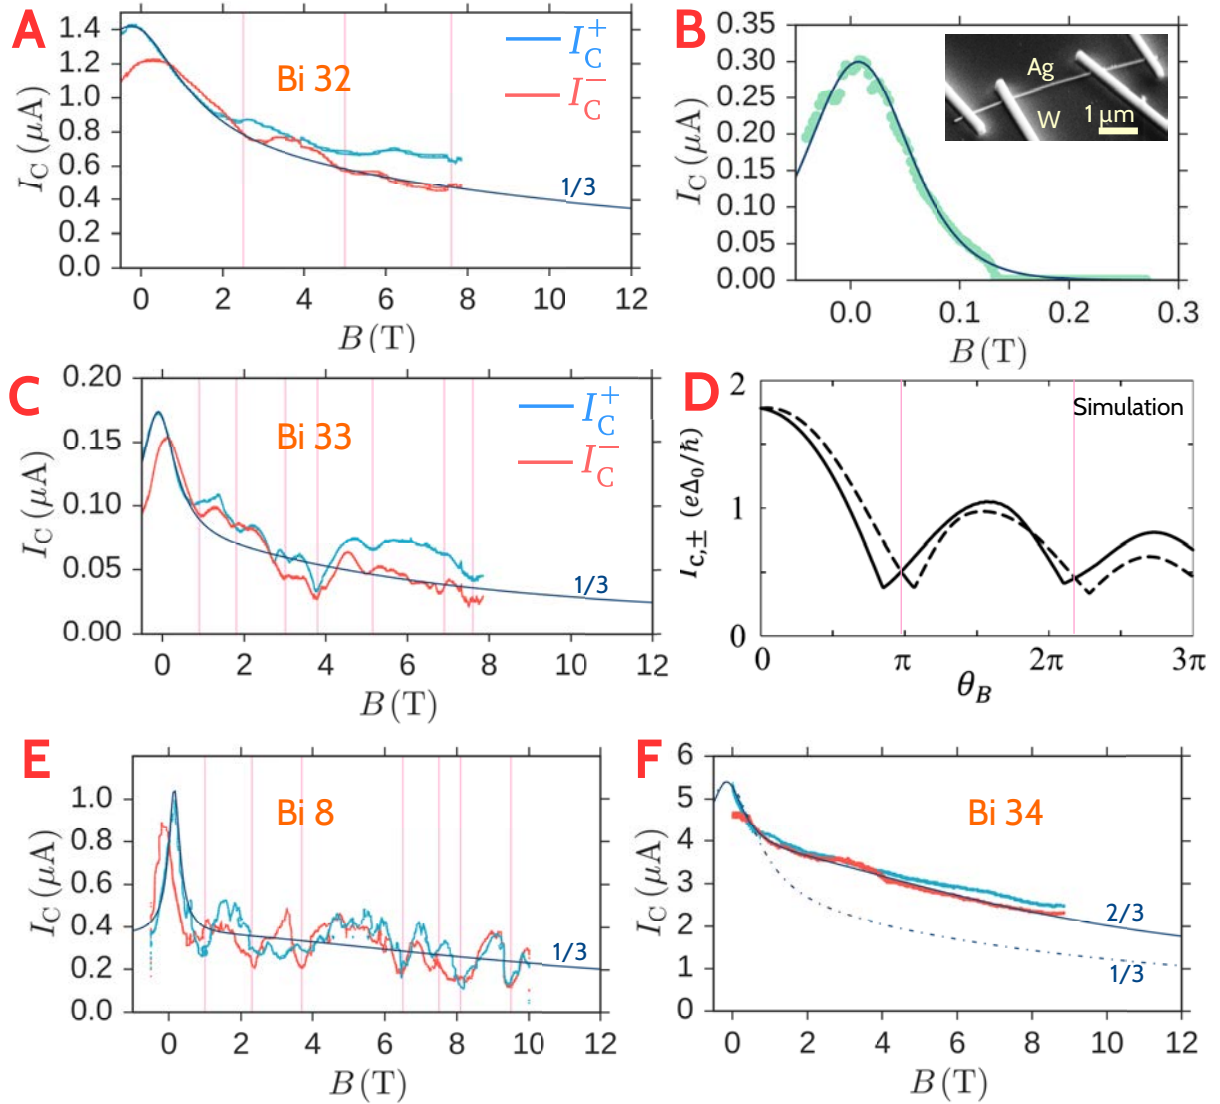 A
Bi 32
I_C^+
I_C^-
1/3
I_C (μA)
1.4
1.2
1.0
0.8
0.6
0.4
0.2
0.0
0 2 4 6 8 10 12
B (T)
B
Ag
W
1 μm
I_C (μA)
0.35
0.30
0.25
0.20
0.15
0.10
0.05
0.00
0.0 0.1 0.2 0.3
B (T)
C
Bi 33
I_C^+
I_C^-
1/3
I_C (μA)
0.20
0.15
0.10
0.05
0.00
0 2 4 6 8 10 12
B (T)
D
Simulation
I_{c,±} (eΔ_0/ℏ)
2
1
0
0 π 2π 3π
θ_B
E
Bi 8
1/3
I_C (μA)
1.0
0.8
0.6
0.4
0.2
0.0
0 2 4 6 8 10 12
B (T)
F
Bi 34
2/3
1/3
I_C (μA)
6
5
4
3
2
1
0
0 2 4 6 8 10 12
B (T)